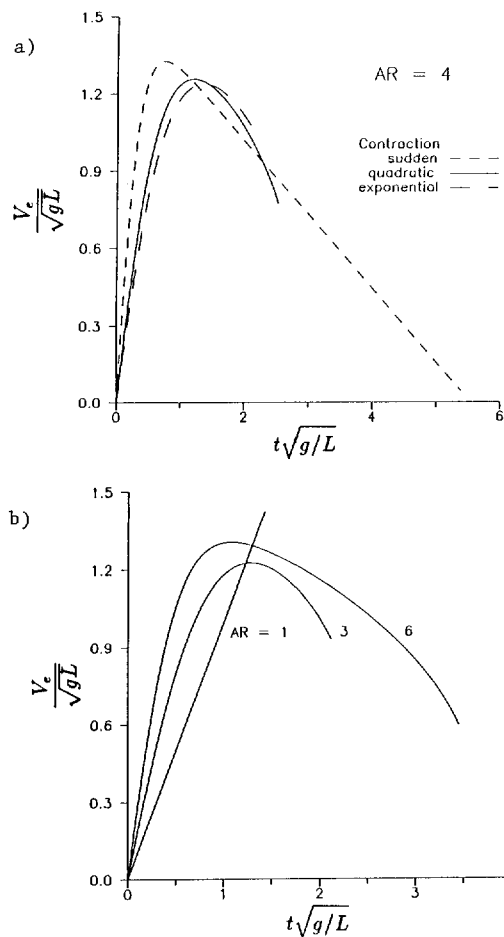 a)
1.5
AR = 4
1.2
Contraction
sudden
quadratic
exponential
0.9
V_e / √gL
0.6
0.3
0.0
0 2 4 6
t√g/L
b)
1.5
1.2
AR = 1 3 6
0.9
V_e / √gL
0.6
0.3
0.0
0 1 2 3
t√g/L